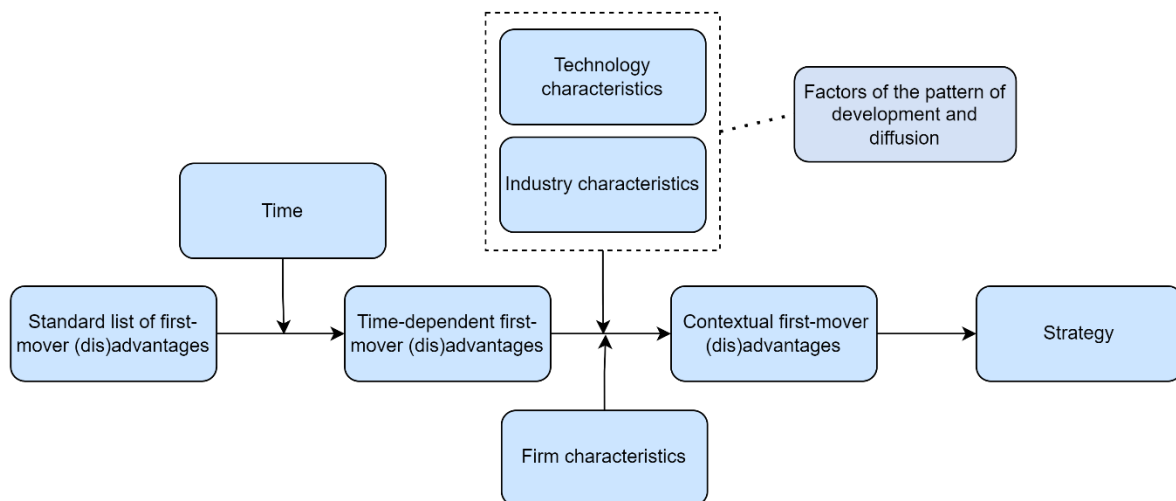 Technology
characteristics
Factors of the pattern of
development and
diffusion
Industry characteristics
Time
Standard list of first-
mover (dis)advantages
Time-dependent first-
mover (dis)advantages
Contextual first-mover
(dis)advantages
Strategy
Firm characteristics